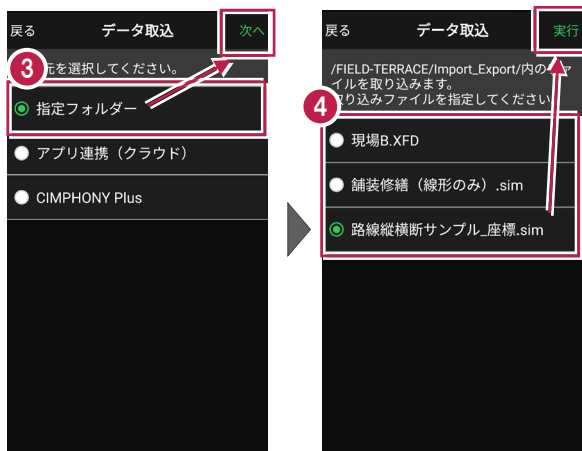 戻る
データ取込
次へ
3
元を選択してください。
指定フォルダー
アプリ連携（クラウド）
CIMPHONY Plus
戻る
データ取込
実行
/FIELD-TERRACE/Import_Export/内の
イルを取り込みます。
4
取り込みファイルを指定してください
現場B.XFD
舗装修繕（線形のみ）.sim
路線縦横断サンプル_座標.sim